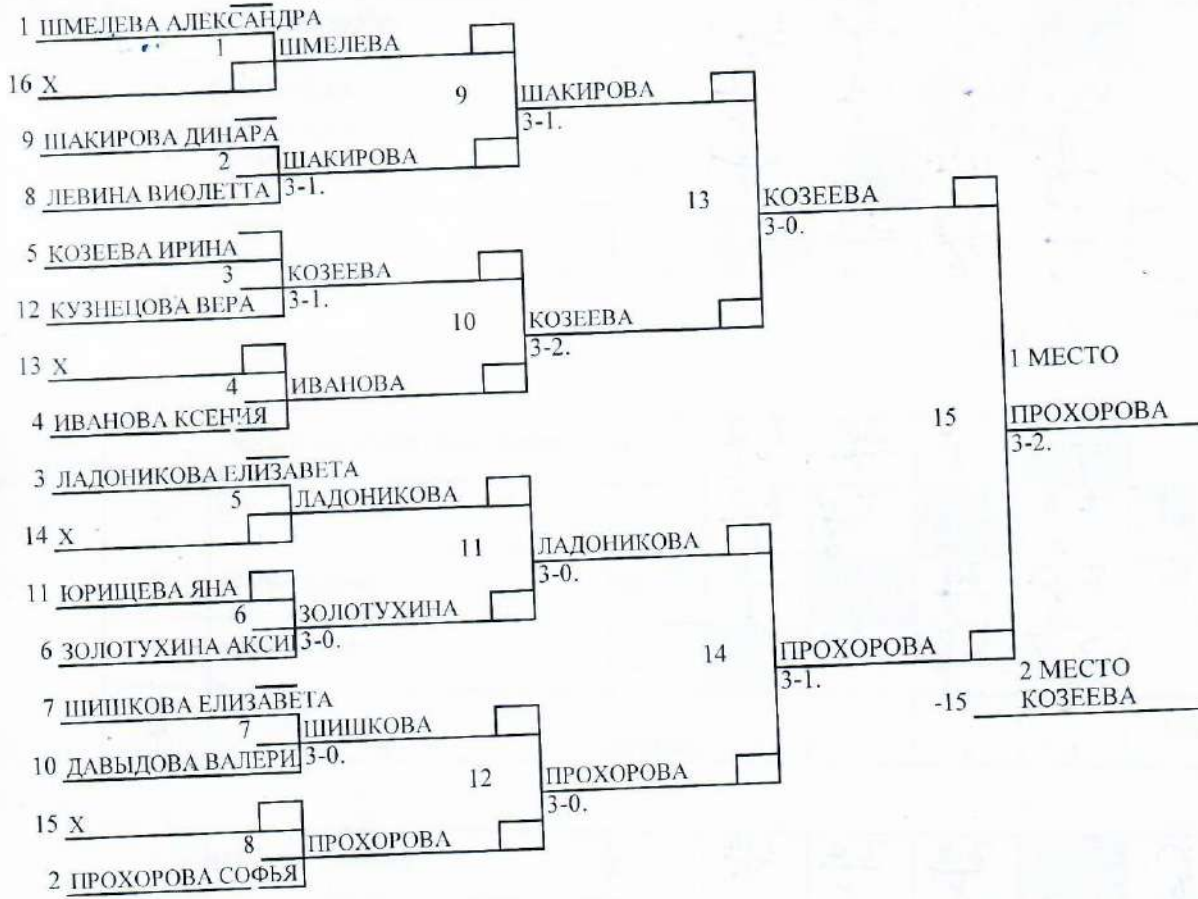 1 ШМЕЛЕВА АЛЕКСАНДРА
1 ШМЕЛЕВА
16 X
9 ШАКИРОВА
3-1.
9 ШАКИРОВА ДИНАРА
2 ШАКИРОВА
3-1.
8 ЛЕВИНА ВИОЛЕТТА
13 КОЗЕЕВА
3-0.
5 КОЗЕЕВА ИРИНА
3 КОЗЕЕВА
3-1.
12 КУЗНЕЦОВА ВЕРА
10 КОЗЕЕВА
3-2.
13 X
4 ИВАНОВА
4 ИВАНОВА КСЕНИЯ
1 МЕСТО
15 ПРОХОРОВА
3-2.
3 ЛАДОНИКОВА ЕЛИЗАВЕТА
5 ЛАДОНИКОВА
14 X
11 ЛАДОНИКОВА
3-0.
11 ЮРИЩЕВА ЯНА
6 ЗОЛОТУХИНА
3-0.
6 ЗОЛОТУХИНА АКСИ
14 ПРОХОРОВА
3-1.
2 МЕСТО
-15 КОЗЕЕВА
7 ШИШКОВА ЕЛИЗАВЕТА
7 ШИШКОВА
3-0.
10 ДАВЫДОВА ВАЛЕРИ
12 ПРОХОРОВА
3-0.
15 X
8 ПРОХОРОВА
2 ПРОХОРОВА СОФЬЯ